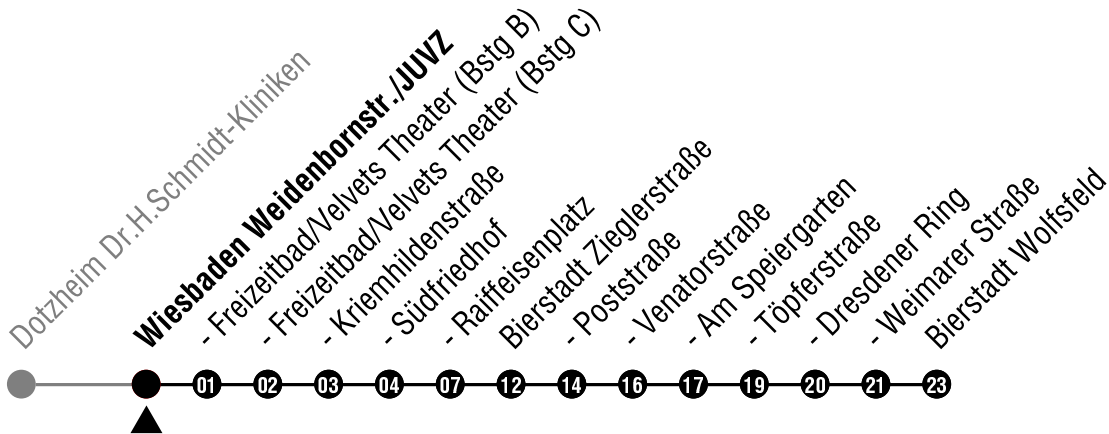 Dotzheim Dr.H.Schmidt-Kliniken
Wiesbaden Weidenbornstr./JUVZ
- Freizeitbad/Velvets Theater (Bstg B)
- Freizeitbad/Velvets Theater (Bstg C)
- Kriemhildenstraße
- Südfriedhof
- Raiffeisenplatz
Bierstadt Zieglerstraße
- Poststraße
- Venatorstraße
- Am Speiergarten
- Töpferstraße
- Dresdener Ring
- Weimarer Straße
Bierstadt Wolfsfeld
01 02 03 04 07 12 14 16 17 19 20 21 23